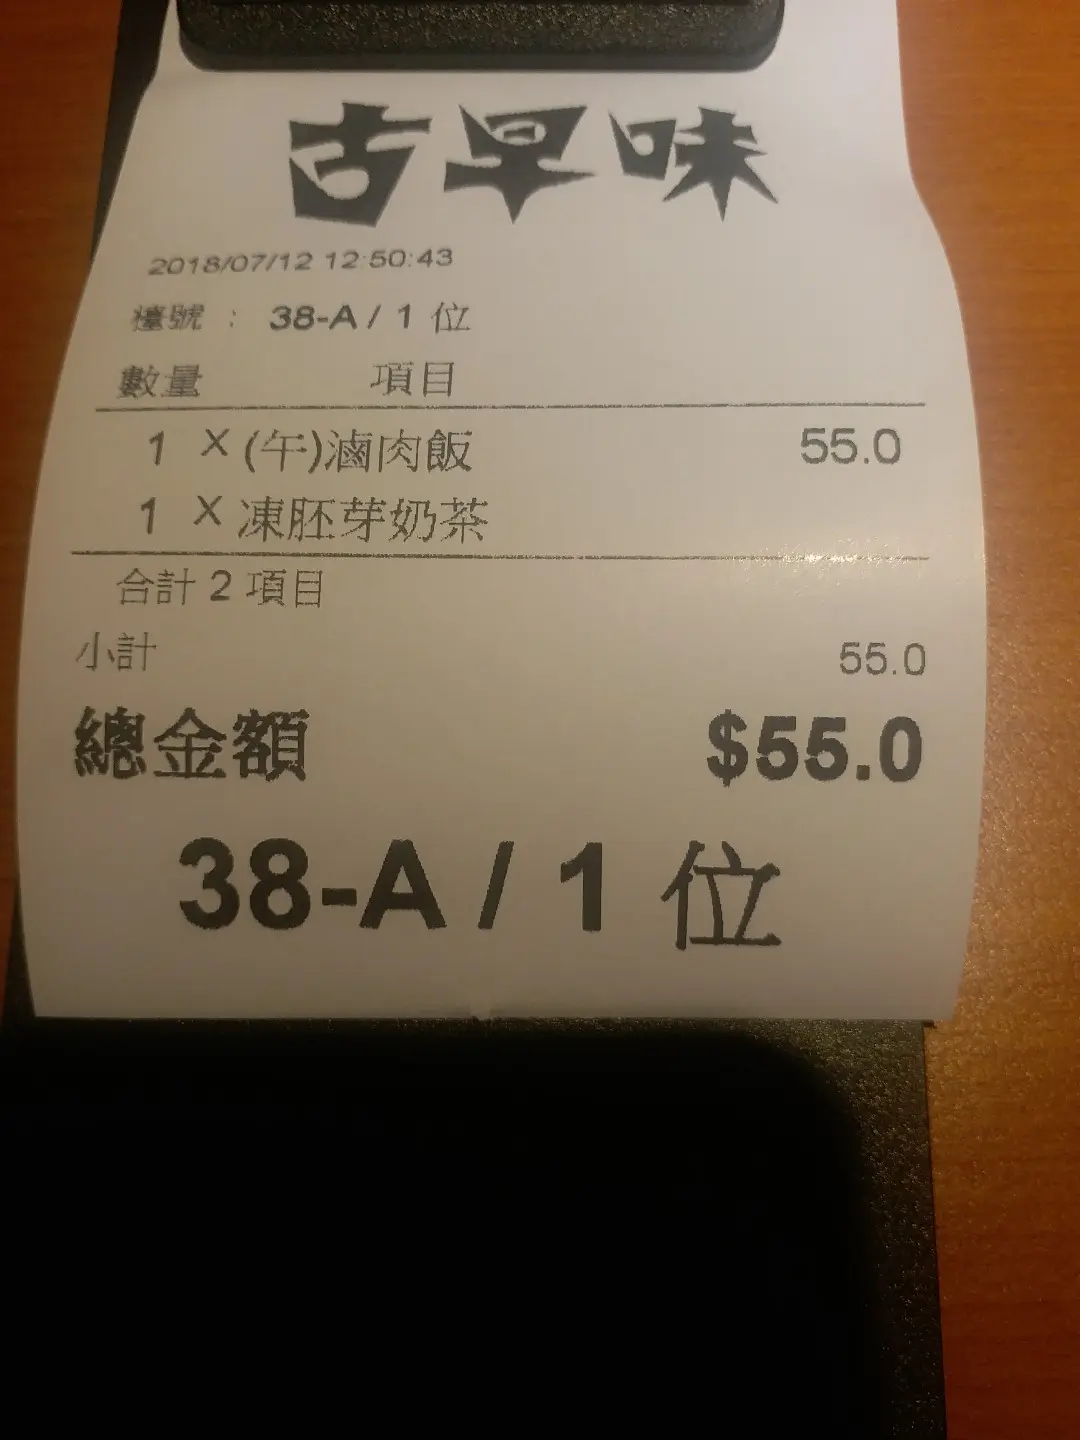 古早味
2018/07/12 12:50:43
檯號 : 38-A / 1 位
數量 項目
1 X (午)滷肉飯 55.0
1 X 凍胚芽奶茶
合計 2 項目
小計 55.0
總金額 $55.0
38-A / 1 位